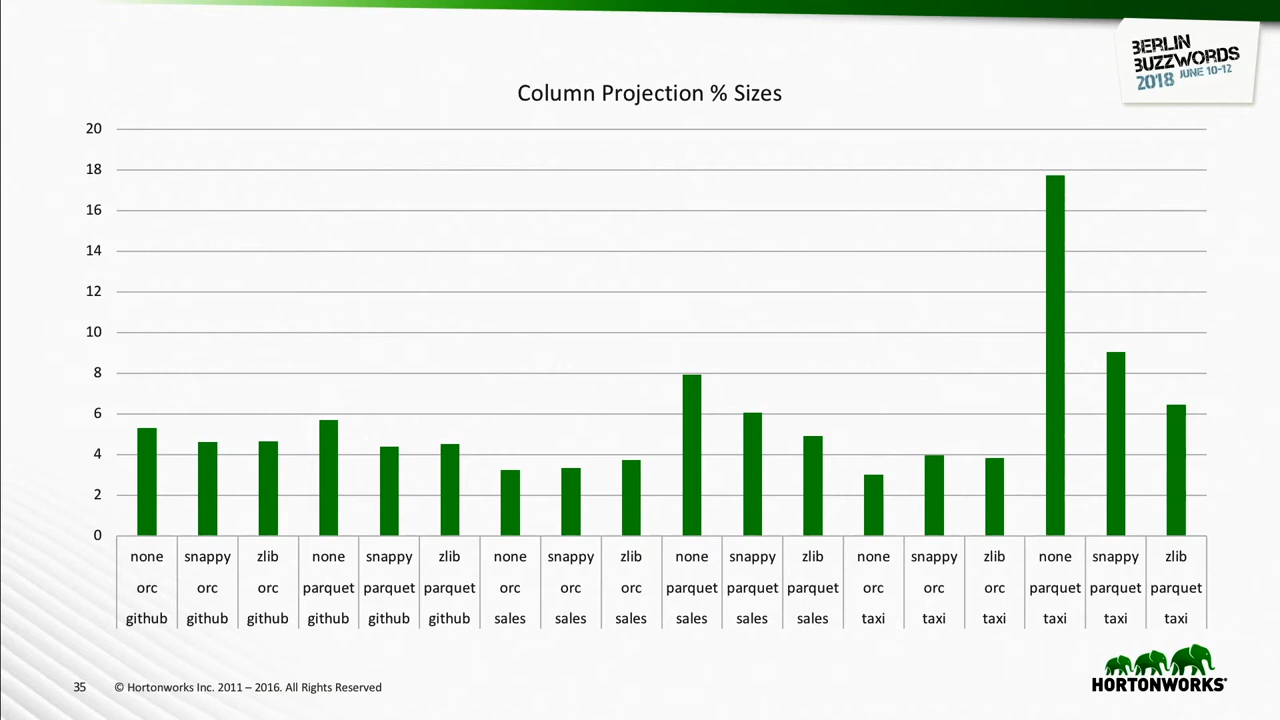 BERLIN
BUZZWORDS
2018 JUNE 10-12
Column Projection % Sizes
20
18
16
14
12
10
8
6
4
2
0
none snappy zlib none snappy zlib none snappy zlib none snappy zlib none snappy zlib none snappy zlib
orc orc orc parquet parquet parquet orc orc orc parquet parquet parquet orc orc orc parquet parquet parquet
github github github github github github sales sales sales sales sales sales taxi taxi taxi taxi taxi taxi
35 © Hortonworks Inc. 2011 – 2016. All Rights Reserved
HORTONWORKS